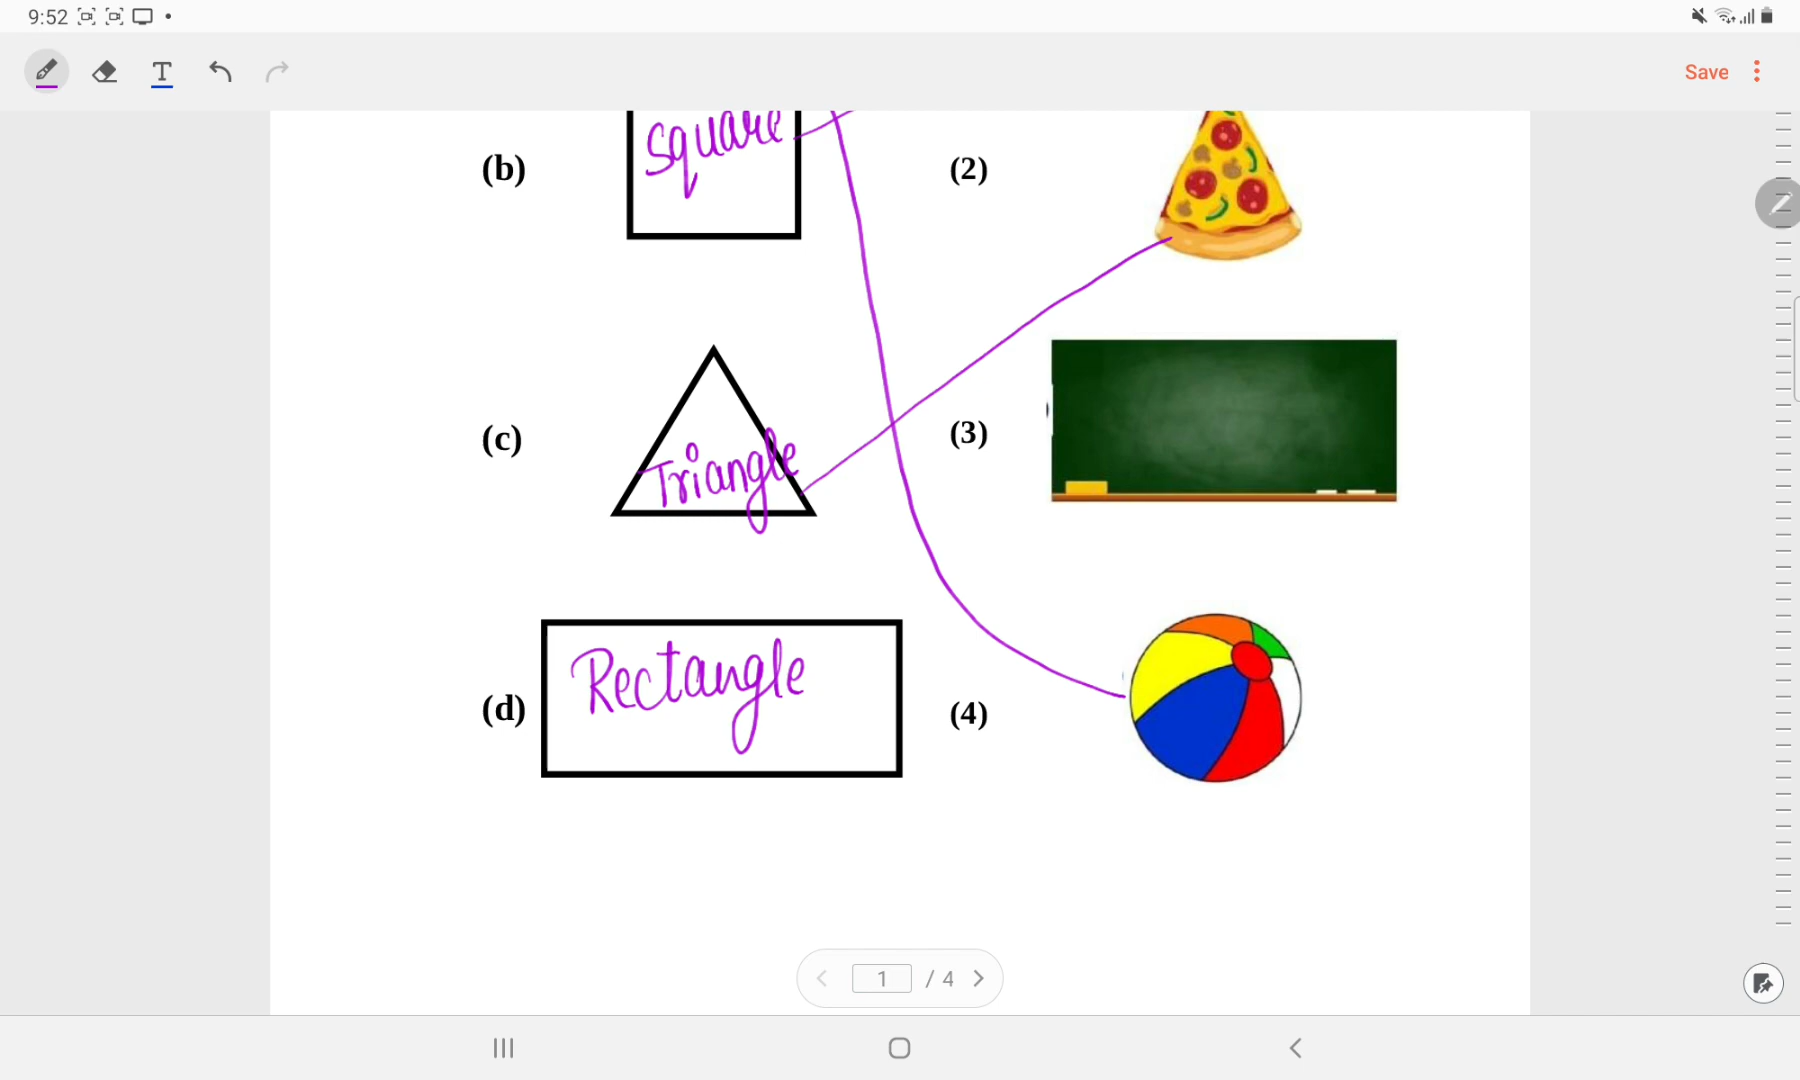 9:52
T
Save
(b)
square
(2)
(c)
Triangle
(3)
(d)
Rectangle
(4)
1 / 4